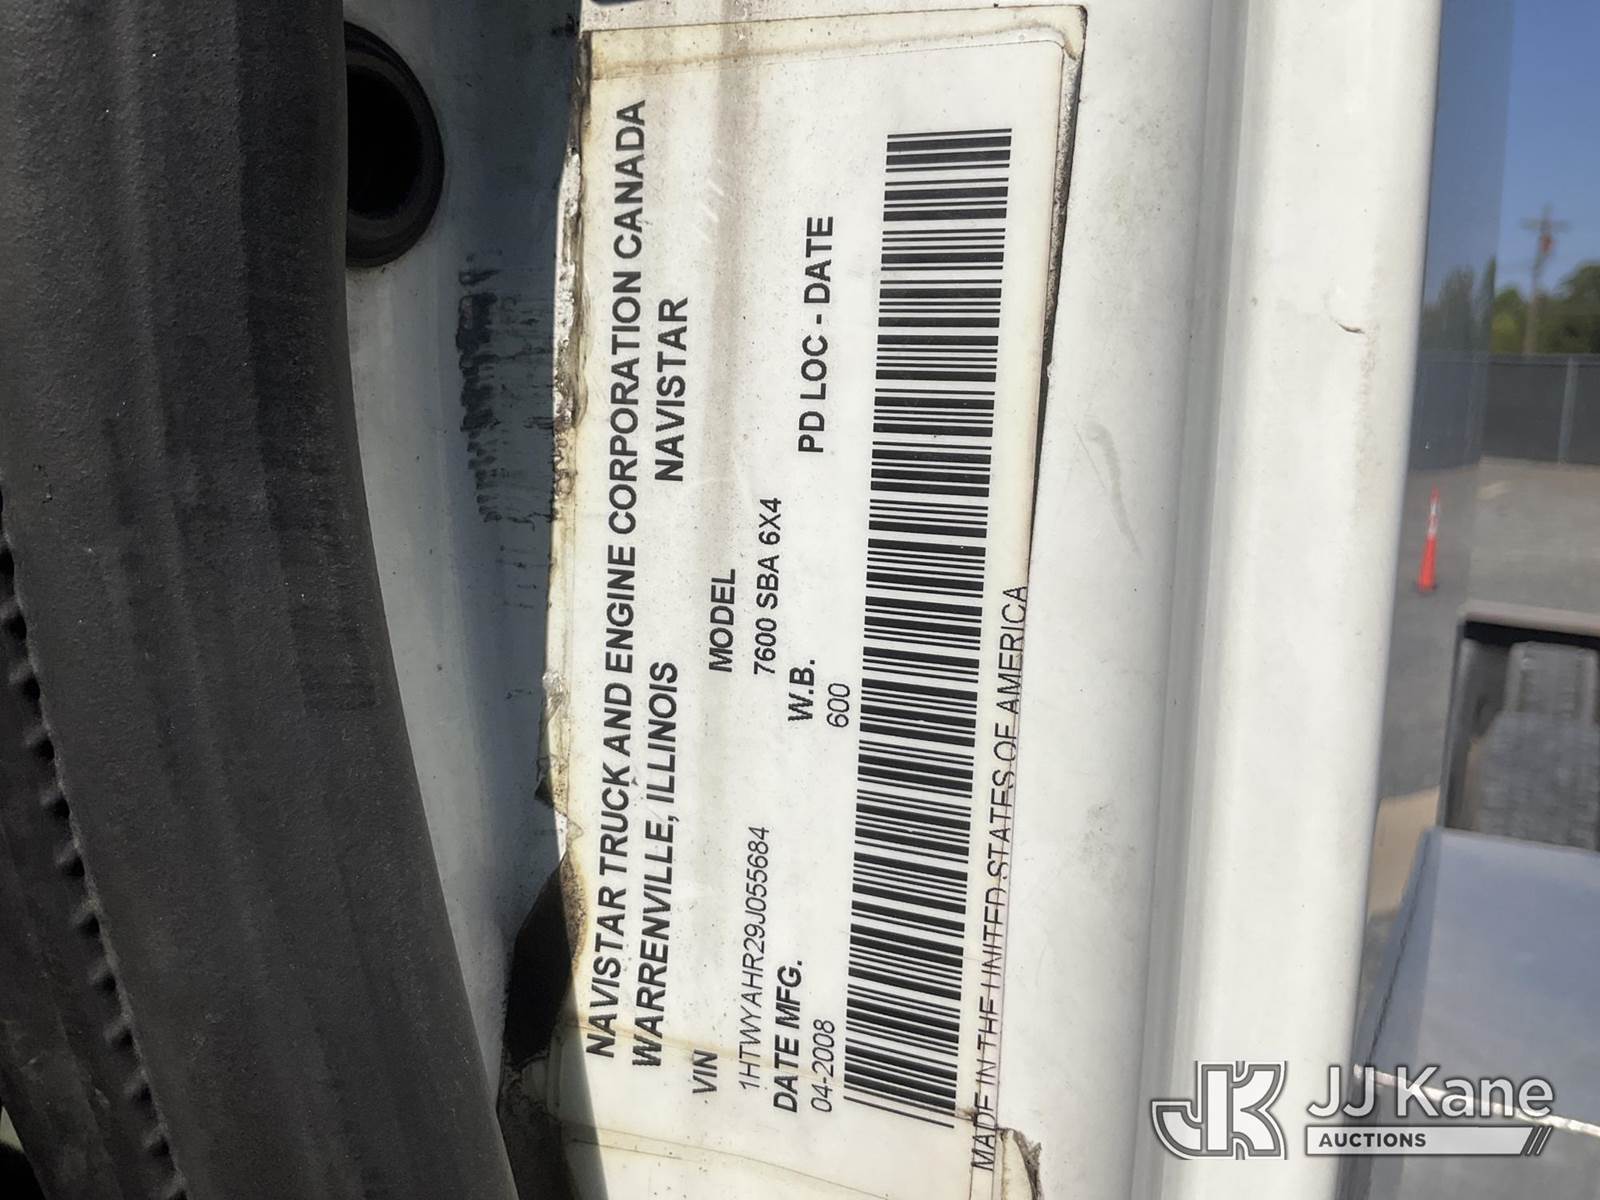 NAVISTAR TRUCK AND ENGINE CORPORATION CANADA
WARRENVILLE, ILLINOIS NAVISTAR
VIN MODEL
1HTWYAHR29J055684 7600 SBA 6X4
DATE MFG. W.B. PD LOC - DATE
04-2008 600
MADE IN THE UNITED STATES OF AMERICA
JK
JJ Kane
AUCTIONS